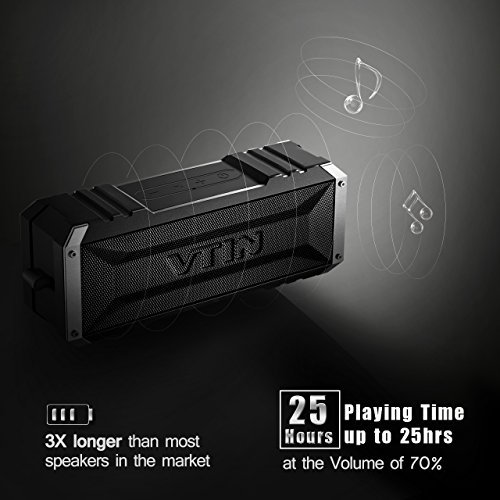 VTIN
3X longer than most
speakers in the market
25
Hours
Playing Time
up to 25hrs
at the Volume of 70%